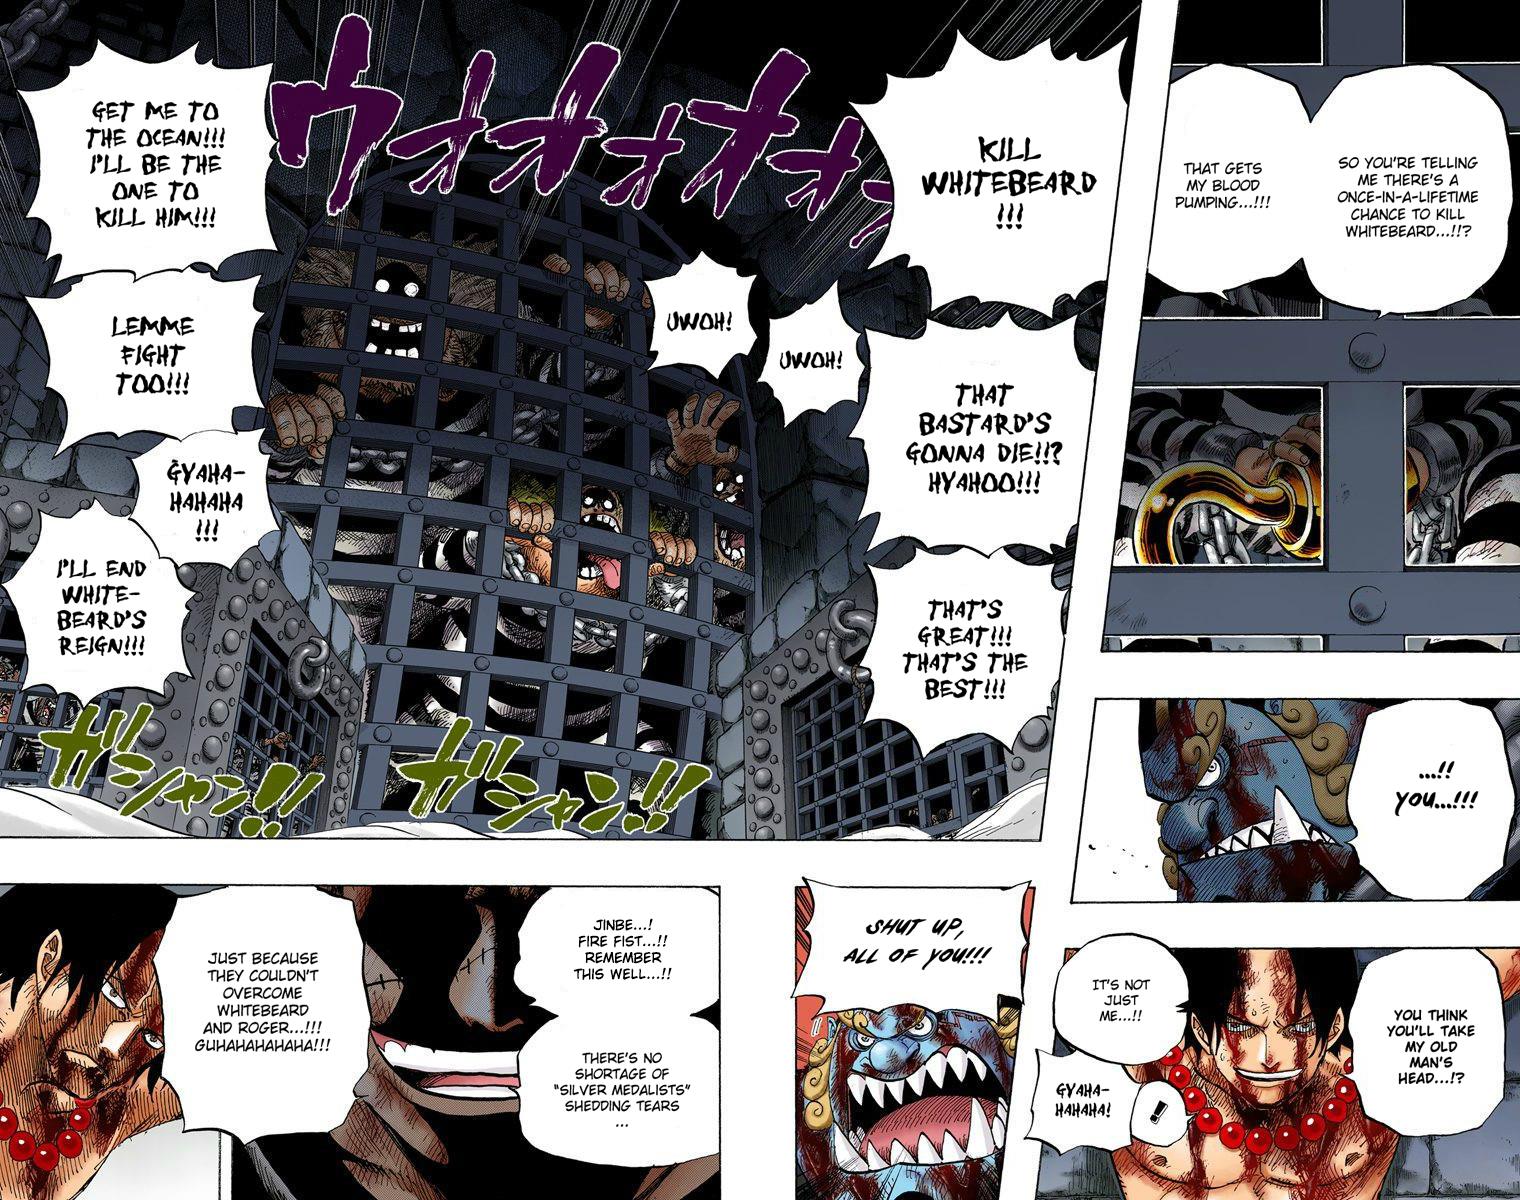 SO YOU'RE TELLING
ME THERE'S A
ONCE-IN-A-LIFETIME
CHANCE TO KILL
WHITEBEARD...!!?
THAT GETS
MY BLOOD
PUMPING...!!!
...!!
YOU...!!!
YOU THINK
YOU'LL TAKE
MY OLD
MAN'S
HEAD...!?
IT'S NOT
JUST
ME...!!
!
GYAHA-
HAHAHA!
KILL
WHITEBEARD
!!!
UWOH!
UWOH!
THAT
BASTARD'S
GONNA DIE!!?
HYAHOO!!!
THAT'S
GREAT!!!
THAT'S THE
BEST!!!
ウオオォオォ
GET ME TO
THE OCEAN!!!
I'LL BE THE
ONE TO
KILL HIM!!!
LEMME
FIGHT
TOO!!!
GYAHA-
HAHAHA
!!!
I'LL END
WHITE-
BEARD'S
REIGN!!!
ガシャン!!
ガシャン!!
SHUT UP,
ALL OF YOU!!!
JINBE...!
FIRE FIST...!!
REMEMBER
THIS WELL...!!
THERE'S NO
SHORTAGE OF
"SILVER MEDALISTS"
SHEDDING TEARS
...
JUST BECAUSE
THEY COULDN'T
OVERCOME
WHITEBEARD
AND ROGER...!!!
GUHAHAHAHAHA!!!